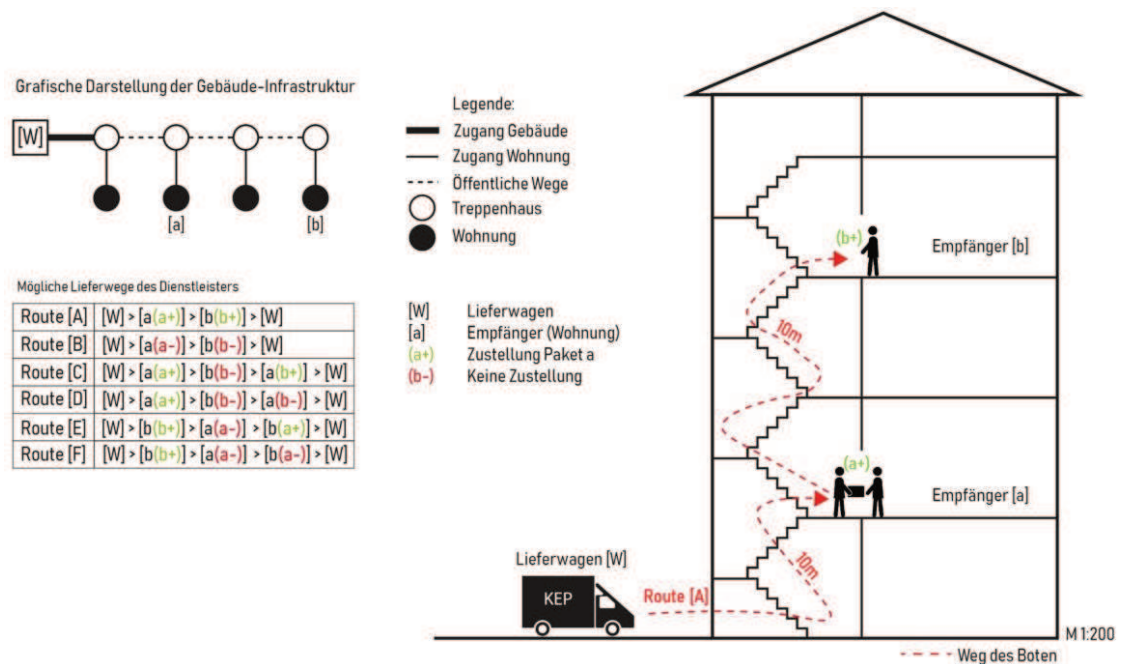 Grafische Darstellung der Gebäude-Infrastruktur
[W]
[a]
[b]
Legende:
Zugang Gebäude
Zugang Wohnung
Öffentliche Wege
Treppenhaus
Wohnung
Mögliche Lieferwege des Dienstleisters
Route [A] [W] > [a(a+)] > [b(b+)] > [W]
Route [B] [W] > [a(a-)] > [b(b-)] > [W]
Route [C] [W] > [a(a+)] > [b(b-)] > [a(b+)] > [W]
Route [D] [W] > [a(a+)] > [b(b-)] > [a(b-)] > [W]
Route [E] [W] > [b(b+)] > [a(a-)] > [b(a+)] > [W]
Route [F] [W] > [b(b+)] > [a(a-)] > [b(a-)] > [W]
[W] Lieferwagen
[a] Empfänger (Wohnung)
(a+) Zustellung Paket a
(b-) Keine Zustellung
(b+)
Empfänger [b]
10m
(a+)
Empfänger [a]
10m
Lieferwagen [W]
KEP
Route [A]
M 1:200
Weg des Boten